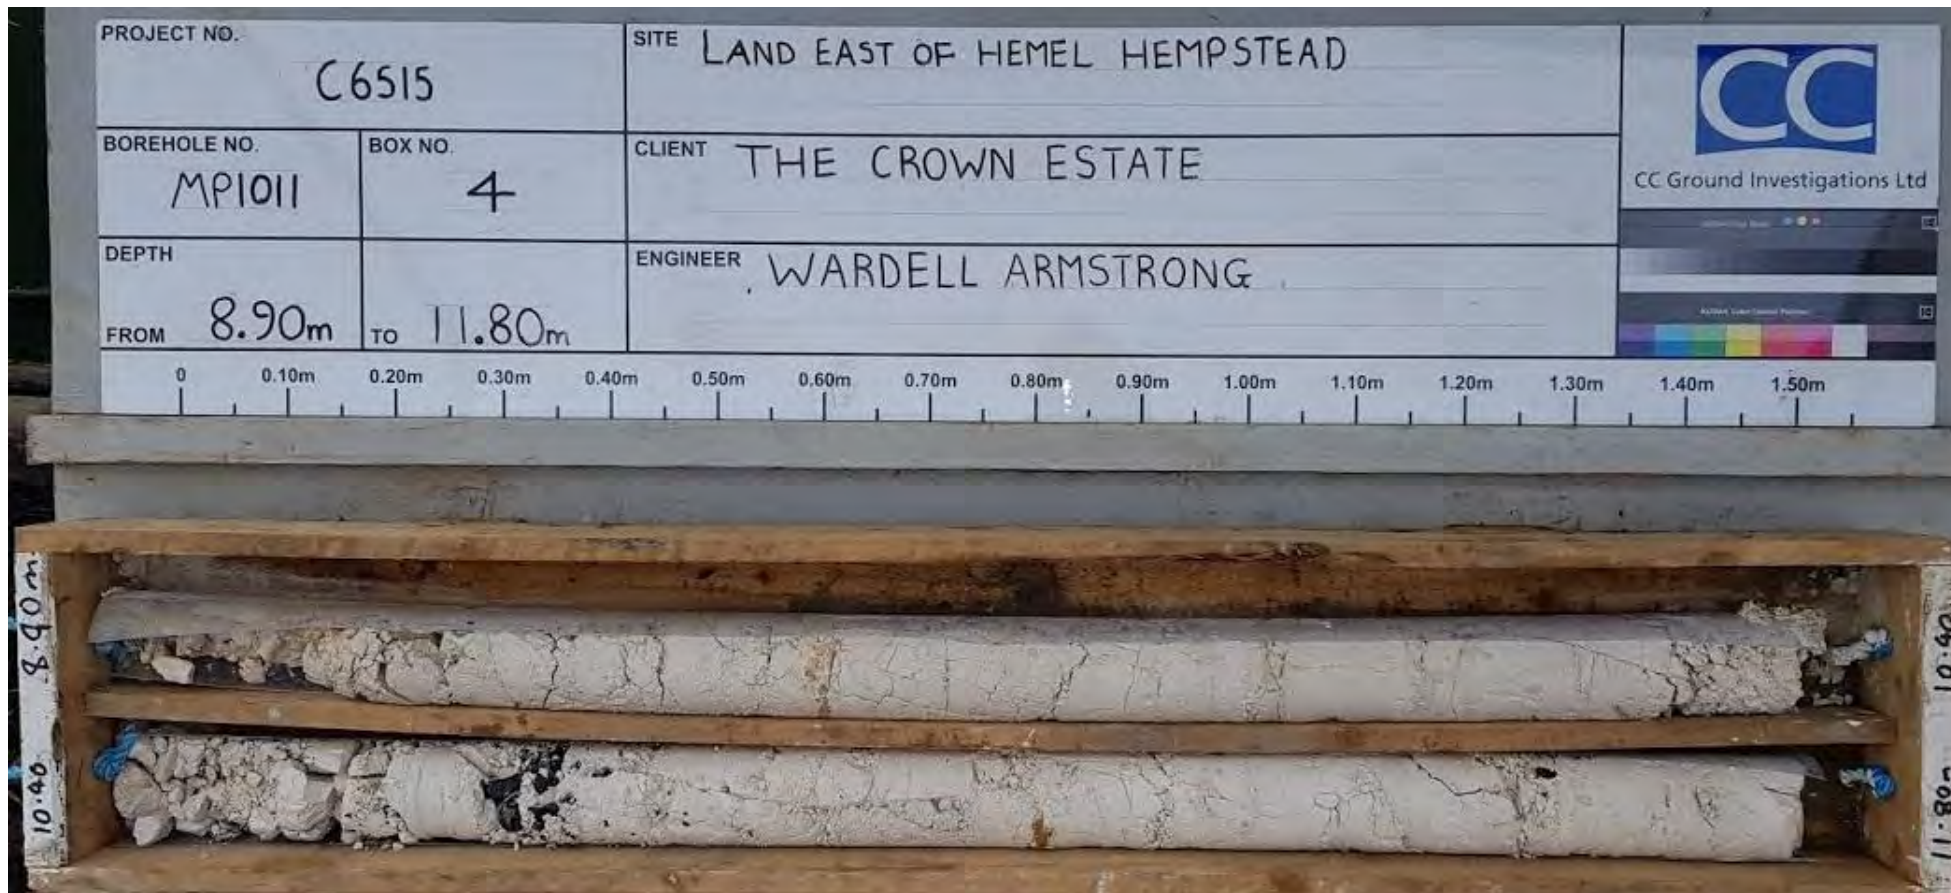 PROJECT NO.
C6515
SITE LAND EAST OF HEMEL HEMPSTEAD
BOREHOLE NO.
MP1011
BOX NO.
4
CLIENT THE CROWN ESTATE
DEPTH
FROM 8.90m TO 11.80m
ENGINEER WARDELL ARMSTRONG
CC
CC Ground Investigations Ltd
0 0.10m 0.20m 0.30m 0.40m 0.50m 0.60m 0.70m 0.80m 0.90m 1.00m 1.10m 1.20m 1.30m 1.40m 1.50m
8.90m
10.40
10.40
11.80m